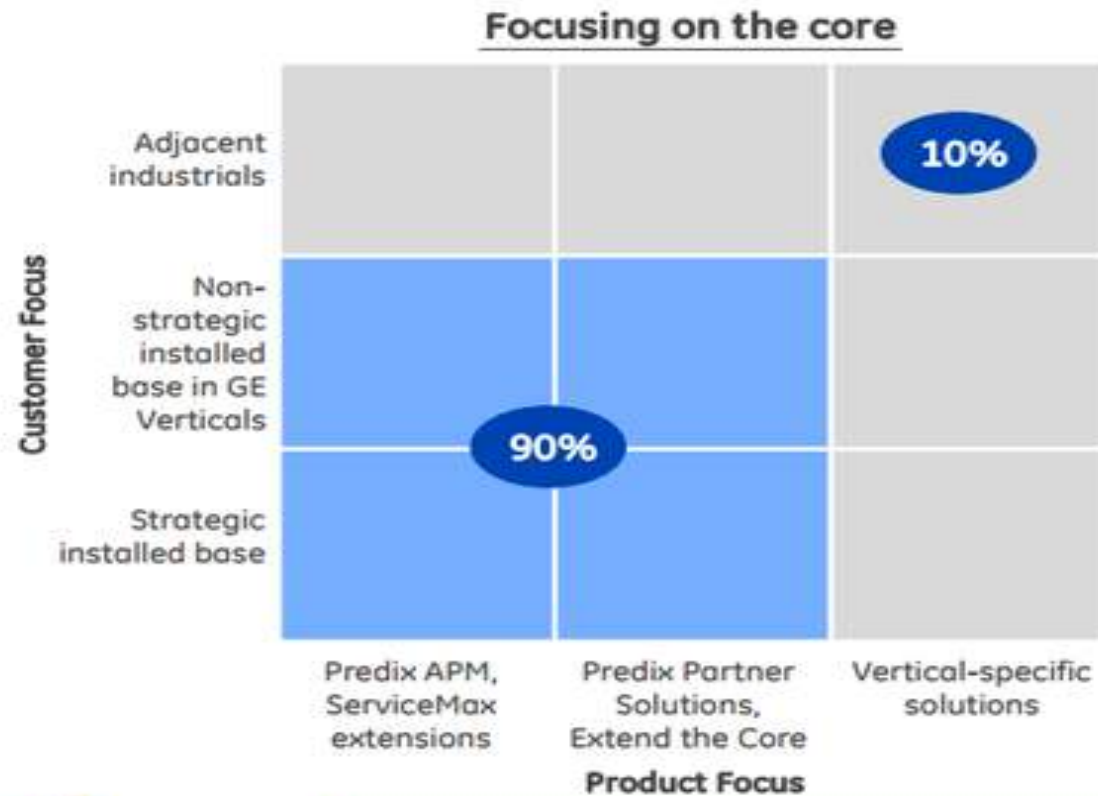 Focusing on the core
Adjacent
industrials
10%
Customer Focus
Non-
strategic
installed
base in GE
Verticals
90%
Strategic
installed base
Predix APM,
ServiceMax
extensions
Predix Partner
Solutions,
Extend the Core
Vertical-specific
solutions
Product Focus